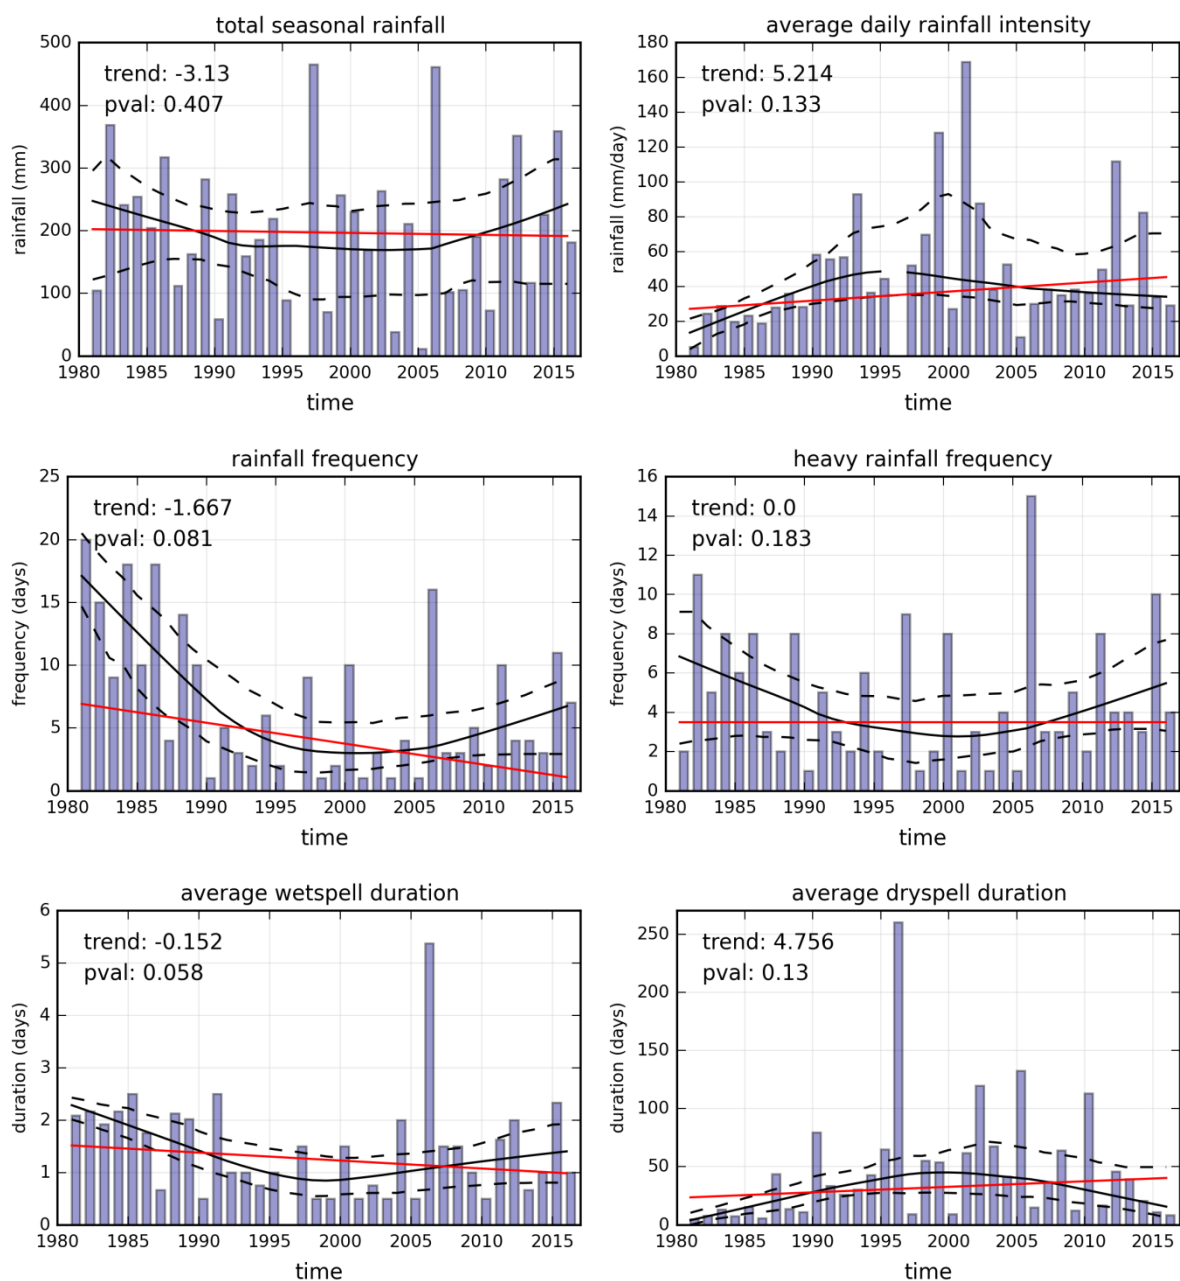 total seasonal rainfall
trend: -3.13
pval: 0.407
rainfall (mm)
500
400
300
200
100
0
1980 1985 1990 1995 2000 2005 2010 2015
time
average daily rainfall intensity
trend: 5.214
pval: 0.133
rainfall (mm/day)
180
160
140
120
100
80
60
40
20
0
1980 1985 1990 1995 2000 2005 2010 2015
time
rainfall frequency
trend: -1.667
pval: 0.081
frequency (days)
25
20
15
10
5
0
1980 1985 1990 1995 2000 2005 2010 2015
time
heavy rainfall frequency
trend: 0.0
pval: 0.183
frequency (days)
16
14
12
10
8
6
4
2
0
1980 1985 1990 1995 2000 2005 2010 2015
time
average wetspell duration
trend: -0.152
pval: 0.058
duration (days)
6
5
4
3
2
1
0
1980 1985 1990 1995 2000 2005 2010 2015
time
average dryspell duration
trend: 4.756
pval: 0.13
duration (days)
250
200
150
100
50
0
1980 1985 1990 1995 2000 2005 2010 2015
time